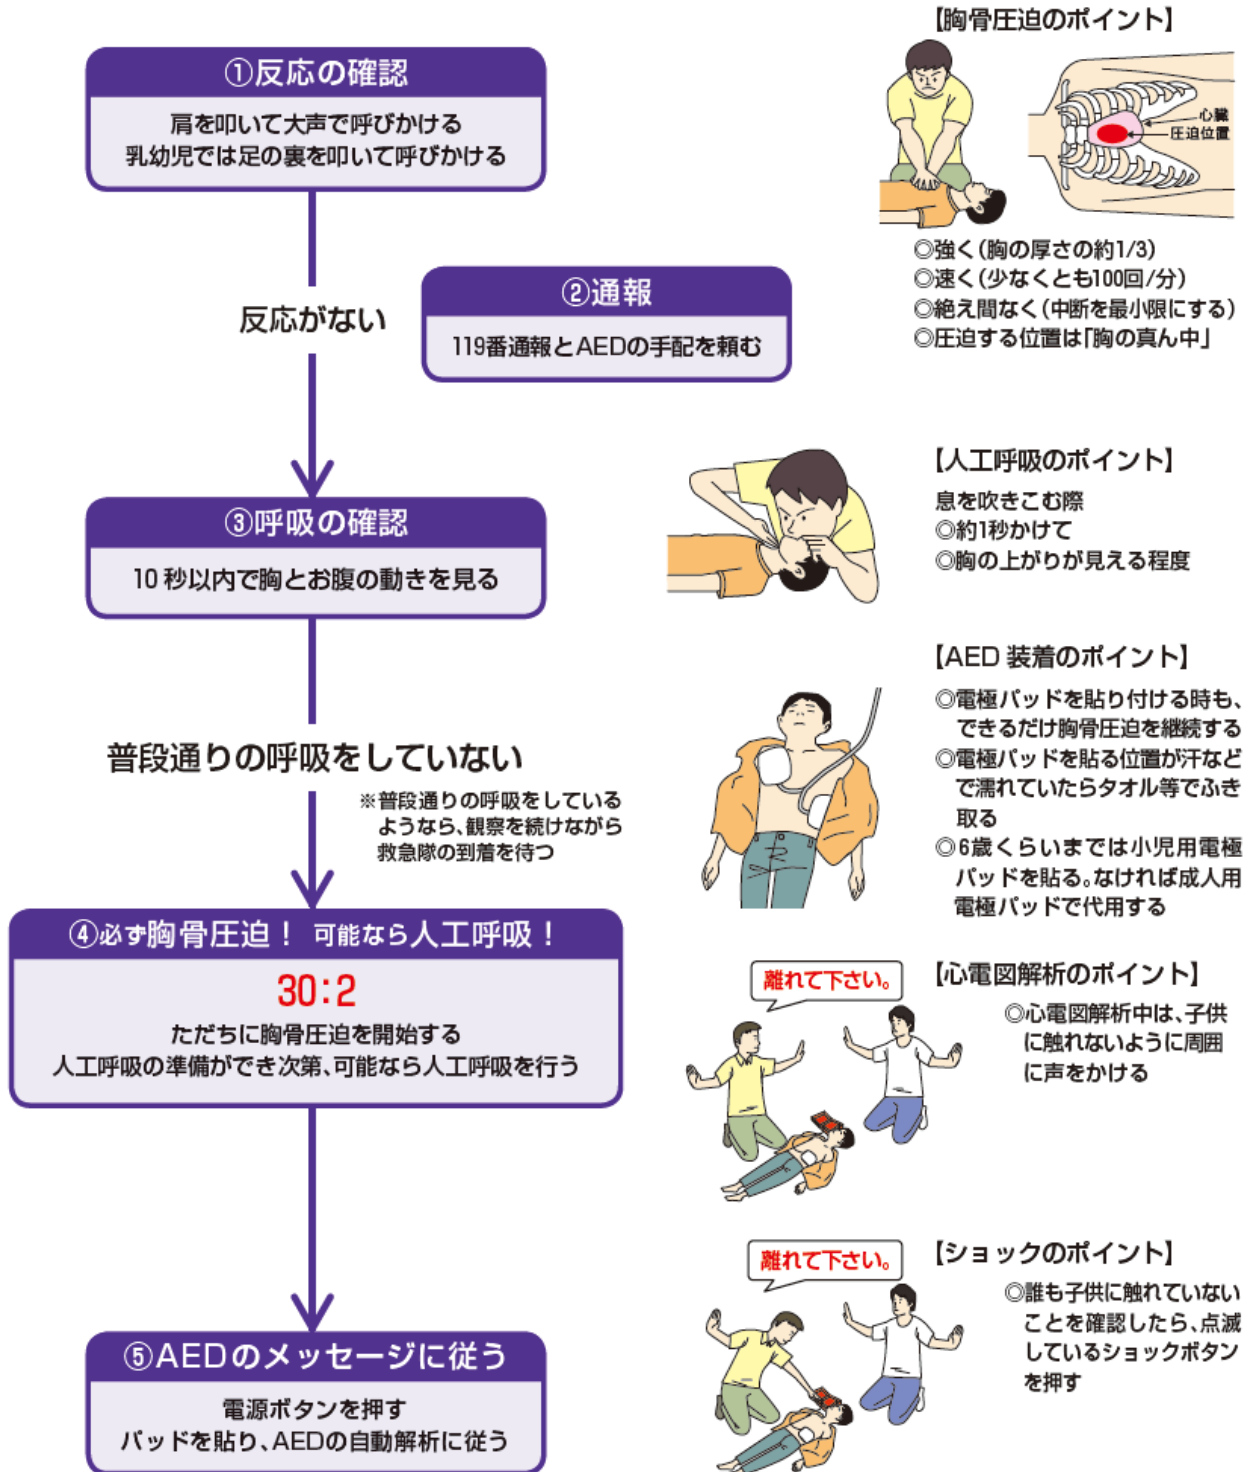 ①反応の確認
肩を叩いて大声で呼びかける
乳幼児では足の裏を叩いて呼びかける
反応がない
②通報
119番通報とAEDの手配を頼む
③呼吸の確認
10秒以内で胸とお腹の動きを見る
普段通りの呼吸をしていない
※普段通りの呼吸をしている
ようなら、観察を続けながら
救急隊の到着を待つ
④必ず胸骨圧迫！ 可能なら人工呼吸！
30：2
ただちに胸骨圧迫を開始する
人工呼吸の準備ができ次第、可能なら人工呼吸を行う
⑤AEDのメッセージに従う
電源ボタンを押す
パッドを貼り、AEDの自動解析に従う
【胸骨圧迫のポイント】
心臓
圧迫位置
◎強く（胸の厚さの約1/3）
◎速く（少なくとも100回/分）
◎絶え間なく（中断を最小限にする）
◎圧迫する位置は「胸の真ん中」
【人工呼吸のポイント】
息を吹きこむ際
◎約1秒かけて
◎胸の上がりが見える程度
【AED 装着のポイント】
◎電極パッドを貼り付ける時も、
できるだけ胸骨圧迫を継続する
◎電極パッドを貼る位置が汗など
で濡れていたらタオル等でふき
取る
◎6歳くらいまでは小児用電極
パッドを貼る。なければ成人用
電極パッドで代用する
離れて下さい。
【心電図解析のポイント】
◎心電図解析中は、子供
に触れないように周囲
に声をかける
離れて下さい。
【ショックのポイント】
◎誰も子供に触れていない
ことを確認したら、点滅
しているショックボタン
を押す